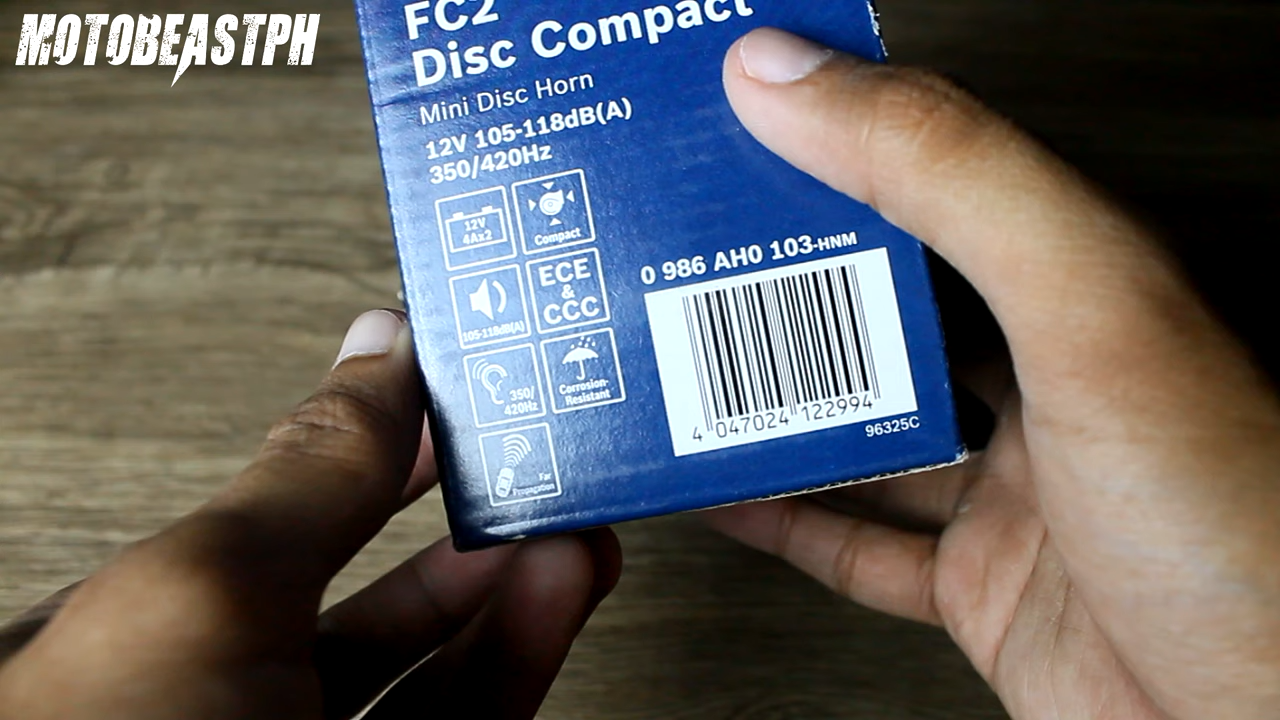 MOTOBEASTPH
FC2
Disc Compact
Mini Disc Horn
12V 105-118dB(A)
350/420Hz
12V
4Ax2
Compact
105-118dB(A)
ECE
&
CCC
350/
420Hz
Corrosion-
Resistant
Far
Propagation
0 986 AH0 103-HNM
4 047024 122994
96325C